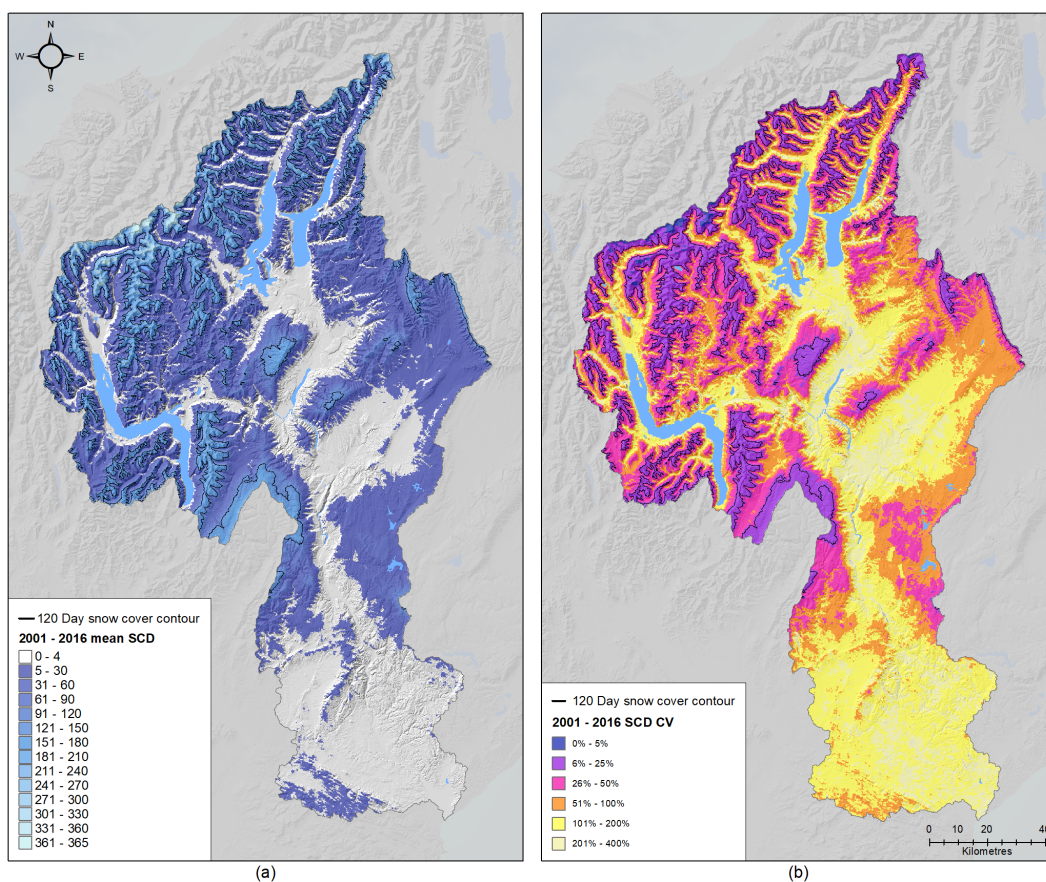 N
W E
S
120 Day snow cover contour
2001 - 2016 mean SCD
0 - 4
5 - 30
31 - 60
61 - 90
91 - 120
121 - 150
151 - 180
181 - 210
211 - 240
241 - 270
271 - 300
301 - 330
331 - 360
361 - 365
(a)
120 Day snow cover contour
2001 - 2016 SCD CV
0% - 5%
6% - 25%
26% - 50%
51% - 100%
101% - 200%
201% - 400%
0 10 20 40
Kilometres
(b)